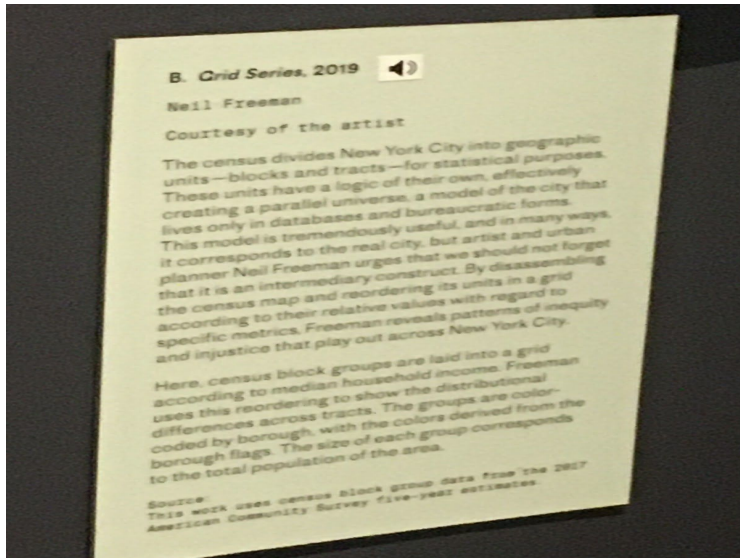 B. Grid Series, 2019
Neil Freeman
Courtesy of the artist
The census divides New York City into geographic
units—blocks and tracts—for statistical purposes.
These units have a logic of their own, effectively
creating a parallel universe, a model of the city that
lives only in databases and bureaucratic forms.
This model is tremendously useful, and in many ways,
it corresponds to the real city, but artist and urban
planner Neil Freeman urges that we should not forget
that it is an intermediary construct. By disassembling
the census map and reordering its units in a grid
according to their relative values with regard to
specific metrics, Freeman reveals patterns of inequity
and injustice that play out across New York City.
Here, census block groups are laid into a grid
according to median household income. Freeman
uses this reordering to show the distributional
differences across tracts. The groups are color-
coded by borough, with the colors derived from the
borough flags. The size of each group corresponds
to the total population of the area.
Source:
This work uses census block group data from the 2017
American Community Survey five-year estimates.